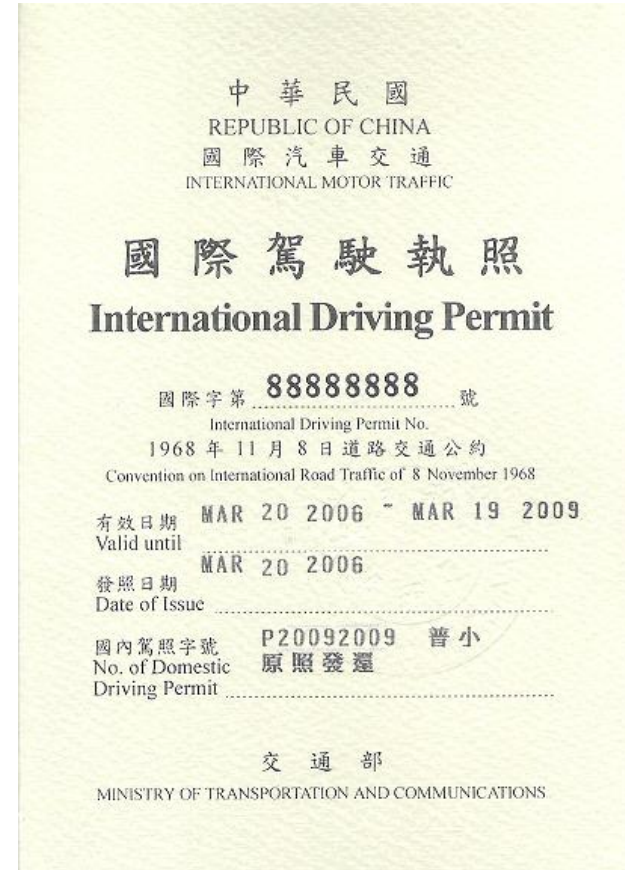 中華民國
REPUBLIC OF CHINA
國際汽車交通
INTERNATIONAL MOTOR TRAFFIC
國際駕駛執照
International Driving Permit
國際字第 88888888 號
International Driving Permit No.
1968 年 11 月 8 日道路交通公約
Convention on International Road Traffic of 8 November 1968
有效日期 MAR 20 2006 - MAR 19 2009
Valid until
發照日期 MAR 20 2006
Date of Issue
國內駕照字號 P20092009 普小
No. of Domestic 原照發還
Driving Permit
交通部
MINISTRY OF TRANSPORTATION AND COMMUNICATIONS